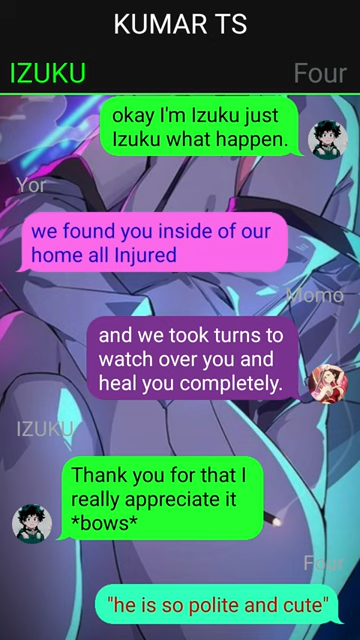 KUMAR TS
IZUKU
Four
okay I'm Izuku just
Izuku what happen.
Yor
we found you inside of our
home all Injured
Momo
and we took turns to
watch over you and
heal you completely.
IZUKU
Thank you for that I
really appreciate it
*bows*
Four
"he is so polite and cute"